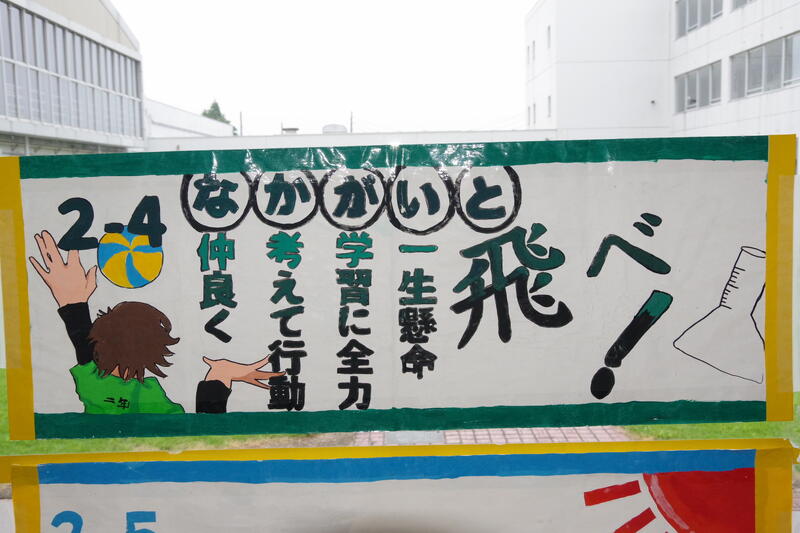 2-4
なかがいと
仲良く
考えて行動
学習に全力
一生懸命
飛べ!
二年
2-5